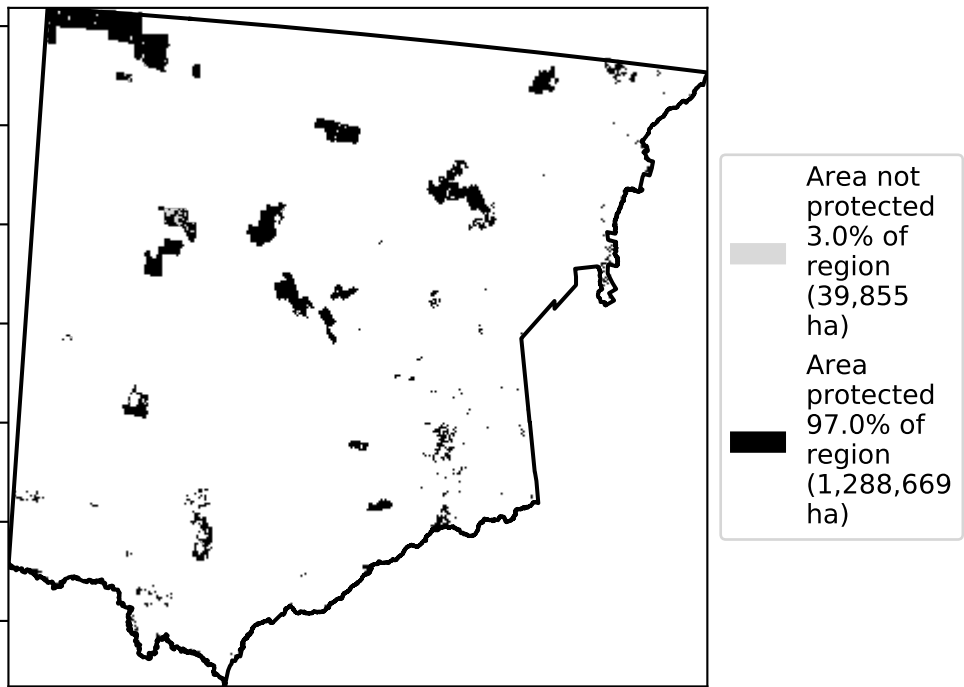 Area not
protected
3.0% of
region
(39,855
ha)
Area
protected
97.0% of
region
(1,288,669
ha)